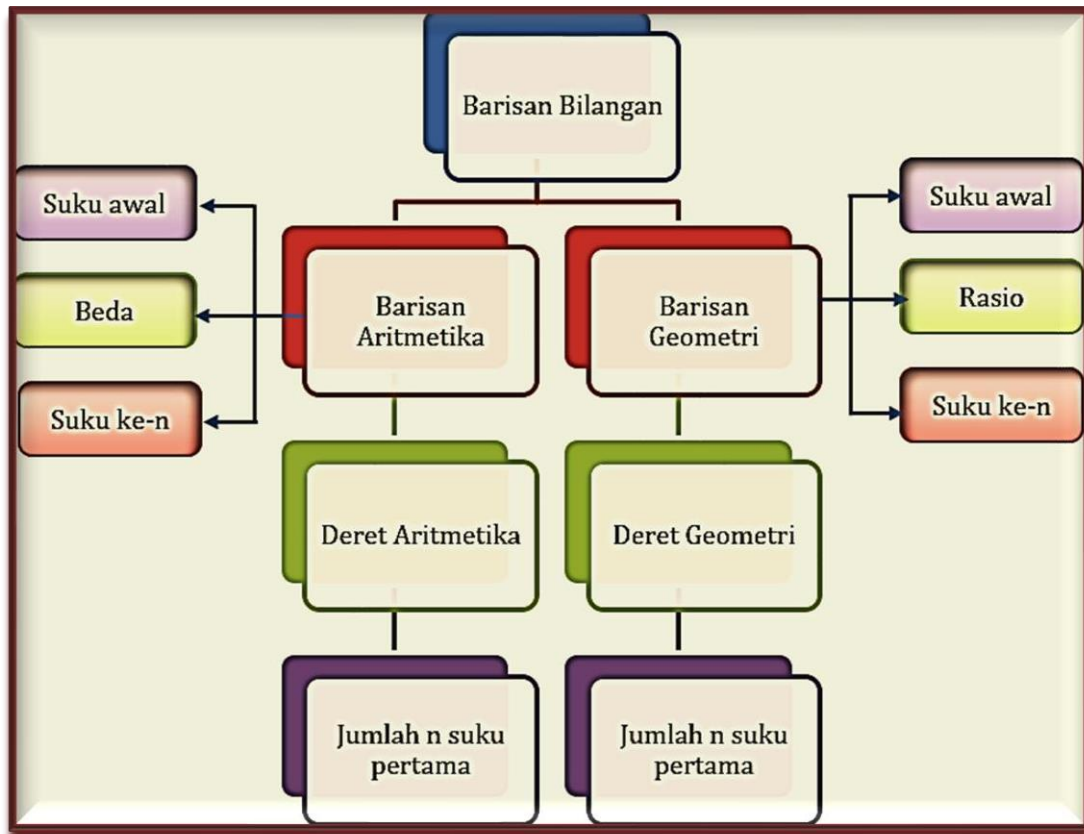 Barisan Bilangan
Suku awal
Beda
Suku ke-n
Barisan
Aritmetika
Barisan
Geometri
Suku awal
Rasio
Suku ke-n
Deret Aritmetika
Deret Geometri
Jumlah n suku
pertama
Jumlah n suku
pertama